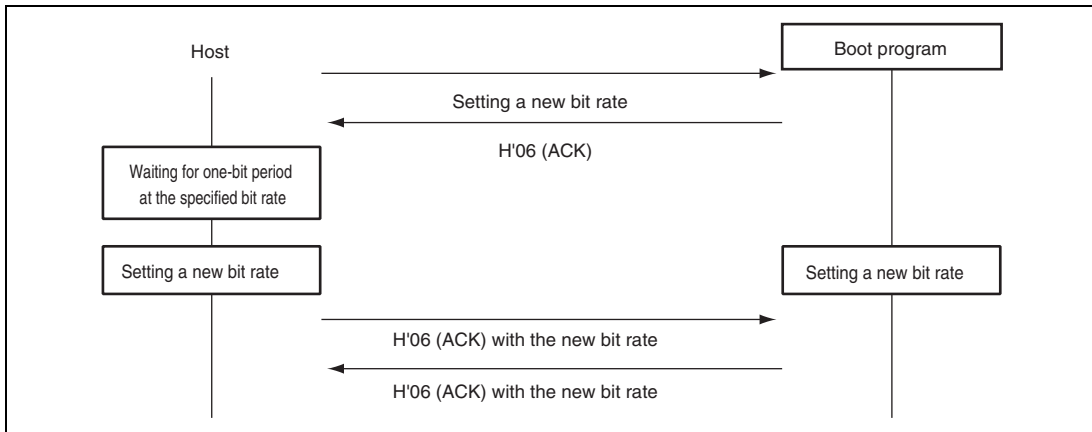 Host
Boot program
Setting a new bit rate
H'06 (ACK)
Waiting for one-bit period
at the specified bit rate
Setting a new bit rate
Setting a new bit rate
H'06 (ACK) with the new bit rate
H'06 (ACK) with the new bit rate